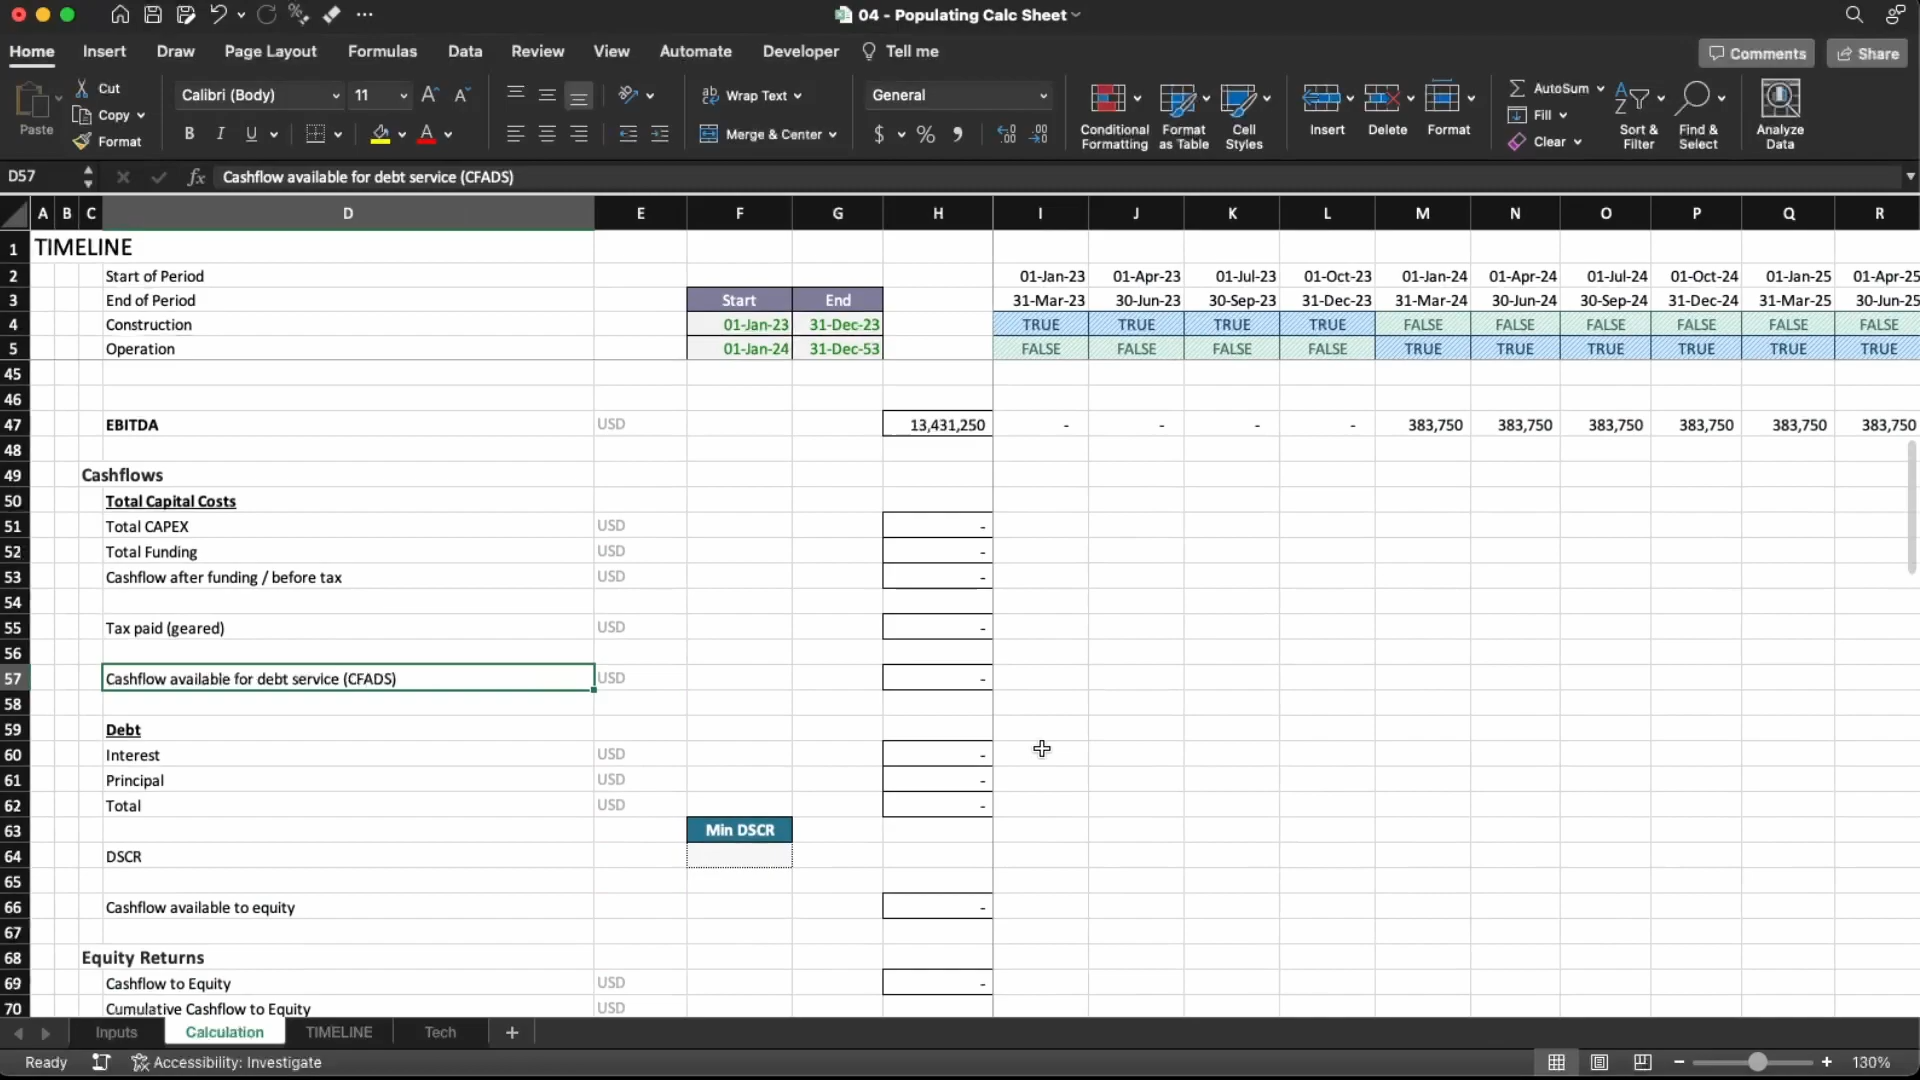 04 - Populating Calc Sheet
Home Insert Draw Page Layout Formulas Data Review View Automate Developer Tell me Comments Share
Paste Cut Copy Format
Calibri (Body) 11
B I U
Wrap Text
Merge & Center
General
$ % 9
Conditional Formatting
Format as Table
Cell Styles
Insert Delete Format
AutoSum
Fill
Clear
Sort & Filter
Find & Select
Analyze Data
D57 fx Cashflow available for debt service (CFADS)
A B C D E F G H I J K L M N O P Q R
1 TIMELINE
2 Start of Period 01-Jan-23 01-Apr-23 01-Jul-23 01-Oct-23 01-Jan-24 01-Apr-24 01-Jul-24 01-Oct-24 01-Jan-25 01-Apr-25
3 End of Period Start End 31-Mar-23 30-Jun-23 30-Sep-23 31-Dec-23 31-Mar-24 30-Jun-24 30-Sep-24 31-Dec-24 31-Mar-25 30-Jun-25
4 Construction 01-Jan-23 31-Dec-23 TRUE TRUE TRUE TRUE FALSE FALSE FALSE FALSE FALSE FALSE
5 Operation 01-Jan-24 31-Dec-53 FALSE FALSE FALSE FALSE TRUE TRUE TRUE TRUE TRUE TRUE
45
46
47 EBITDA USD 13,431,250 - - - - 383,750 383,750 383,750 383,750 383,750 383,750
48
49 Cashflows
50 Total Capital Costs
51 Total CAPEX USD -
52 Total Funding USD -
53 Cashflow after funding / before tax USD -
54
55 Tax paid (geared) USD -
56
57 Cashflow available for debt service (CFADS) USD -
58
59 Debt
60 Interest USD -
61 Principal USD -
62 Total USD -
63 Min DSCR
64 DSCR
65
66 Cashflow available to equity -
67
68 Equity Returns
69 Cashflow to Equity USD -
70 Cumulative Cashflow to Equity USD
Inputs Calculation TIMELINE Tech +
Ready Accessibility: Investigate - + 130%